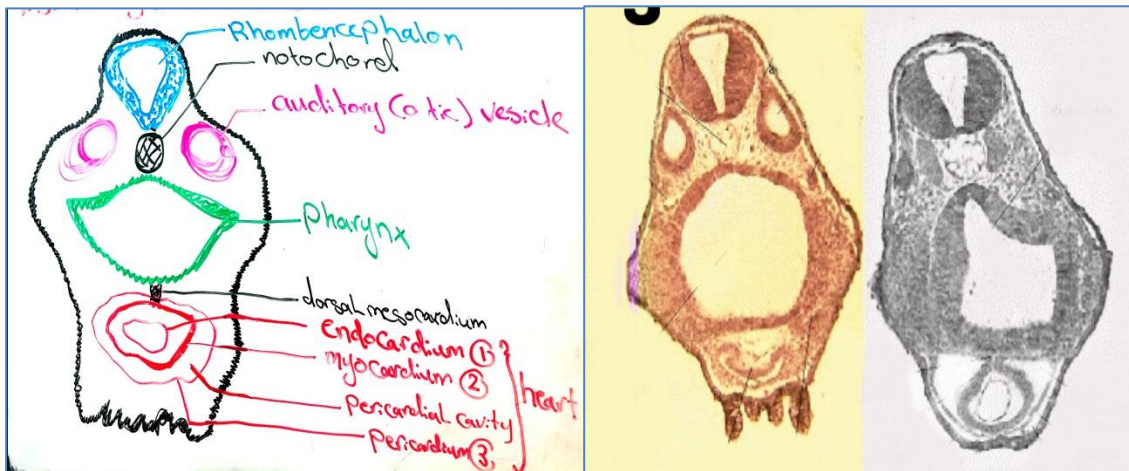 Rhombencephalon
notochord
auditory (otic) vesicle
pharynx
dorsal mesocardium
endocardium ①
myocardium ②
heart
pericardial cavity
pericardium ③